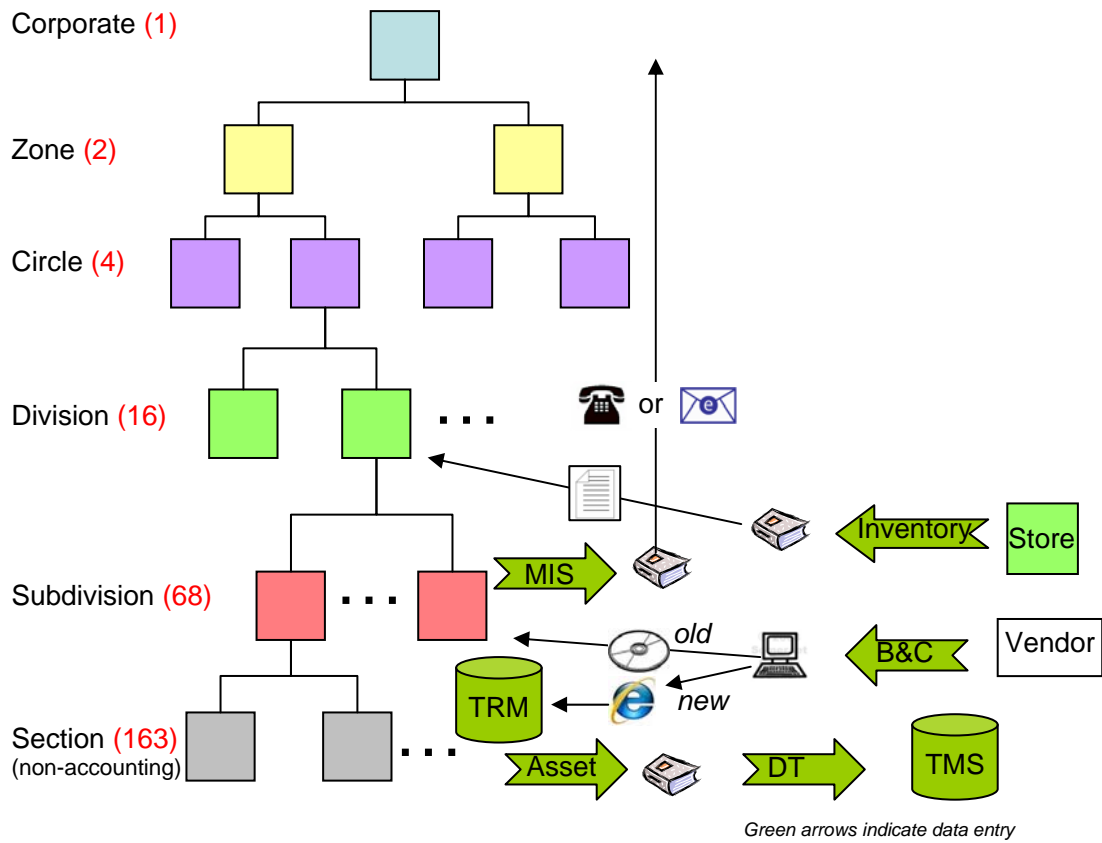 Corporate (1)
Zone (2)
Circle (4)
Division (16)
or
Inventory
Store
MIS
Subdivision (68)
old
B&C
Vendor
TRM
new
Section (163)
(non-accounting)
Asset
DT
TMS
Green arrows indicate data entry